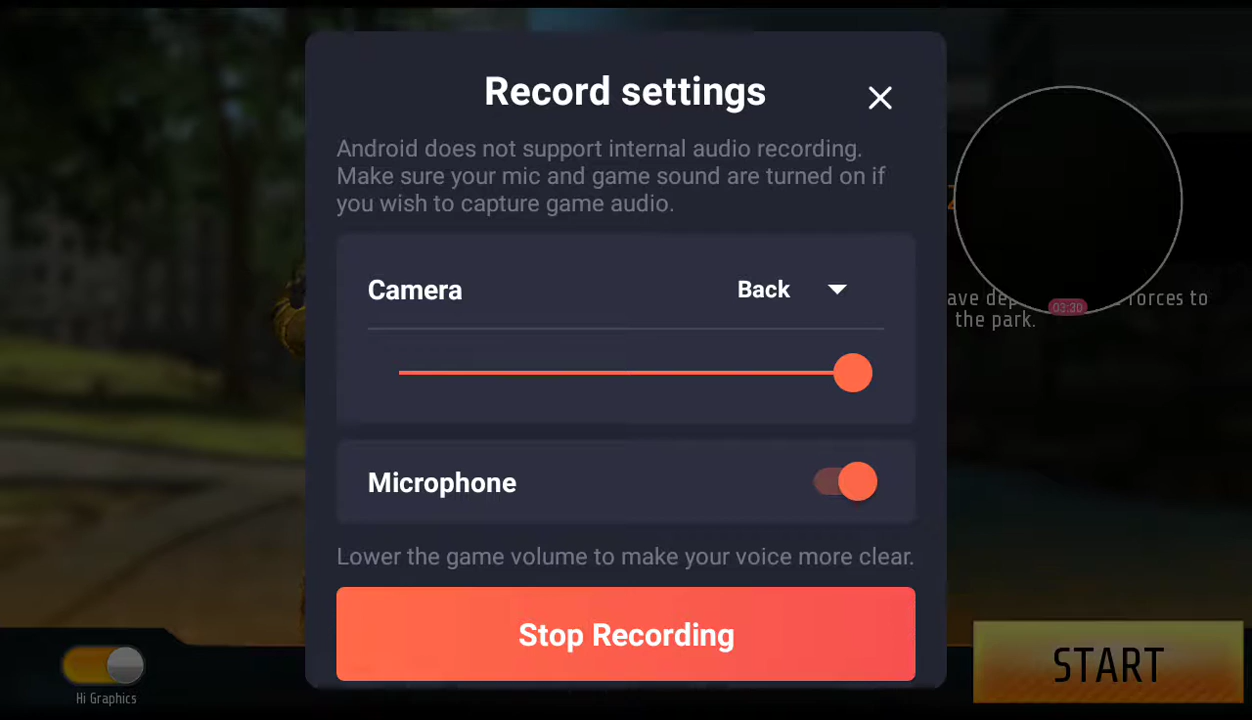 Record settings
Android does not support internal audio recording.
Make sure your mic and game sound are turned on if
you wish to capture game audio.
Camera
Back
Microphone
Lower the game volume to make your voice more clear.
Stop Recording
03:30
forces to
the park.
Hi Graphics
START